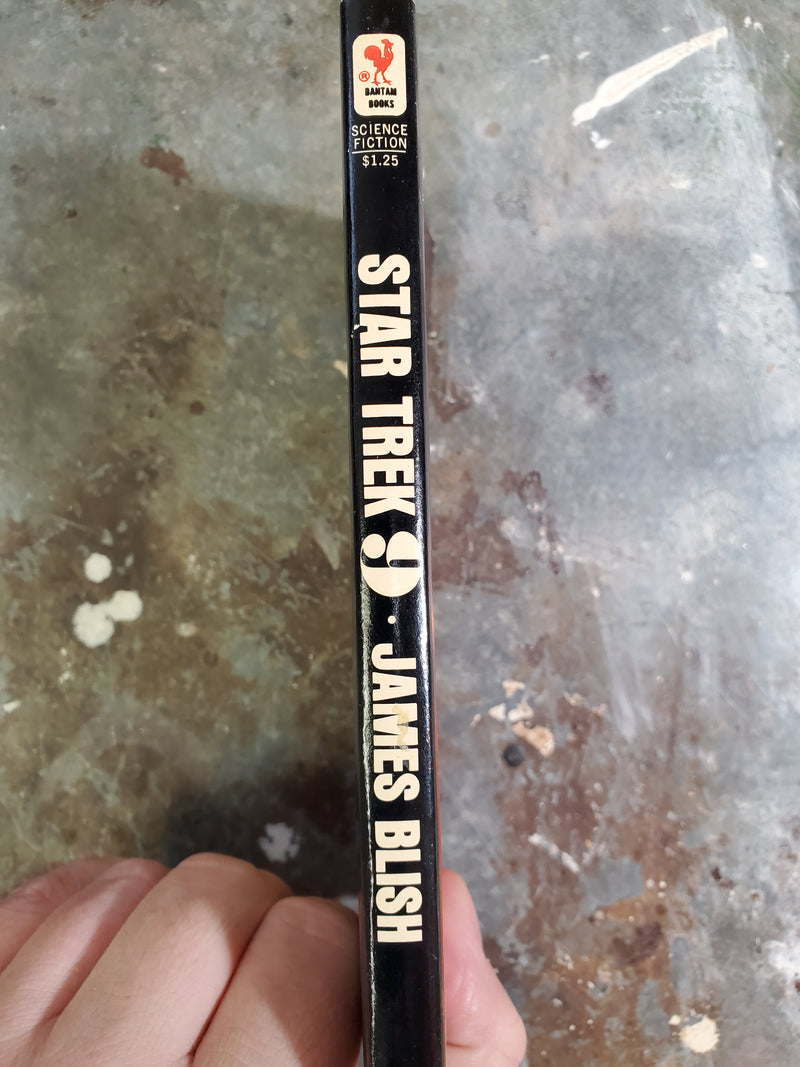 ®
BANTAM
BOOKS
SCIENCE
FICTION
$1.25
STAR TREK 9 · JAMES BLISH